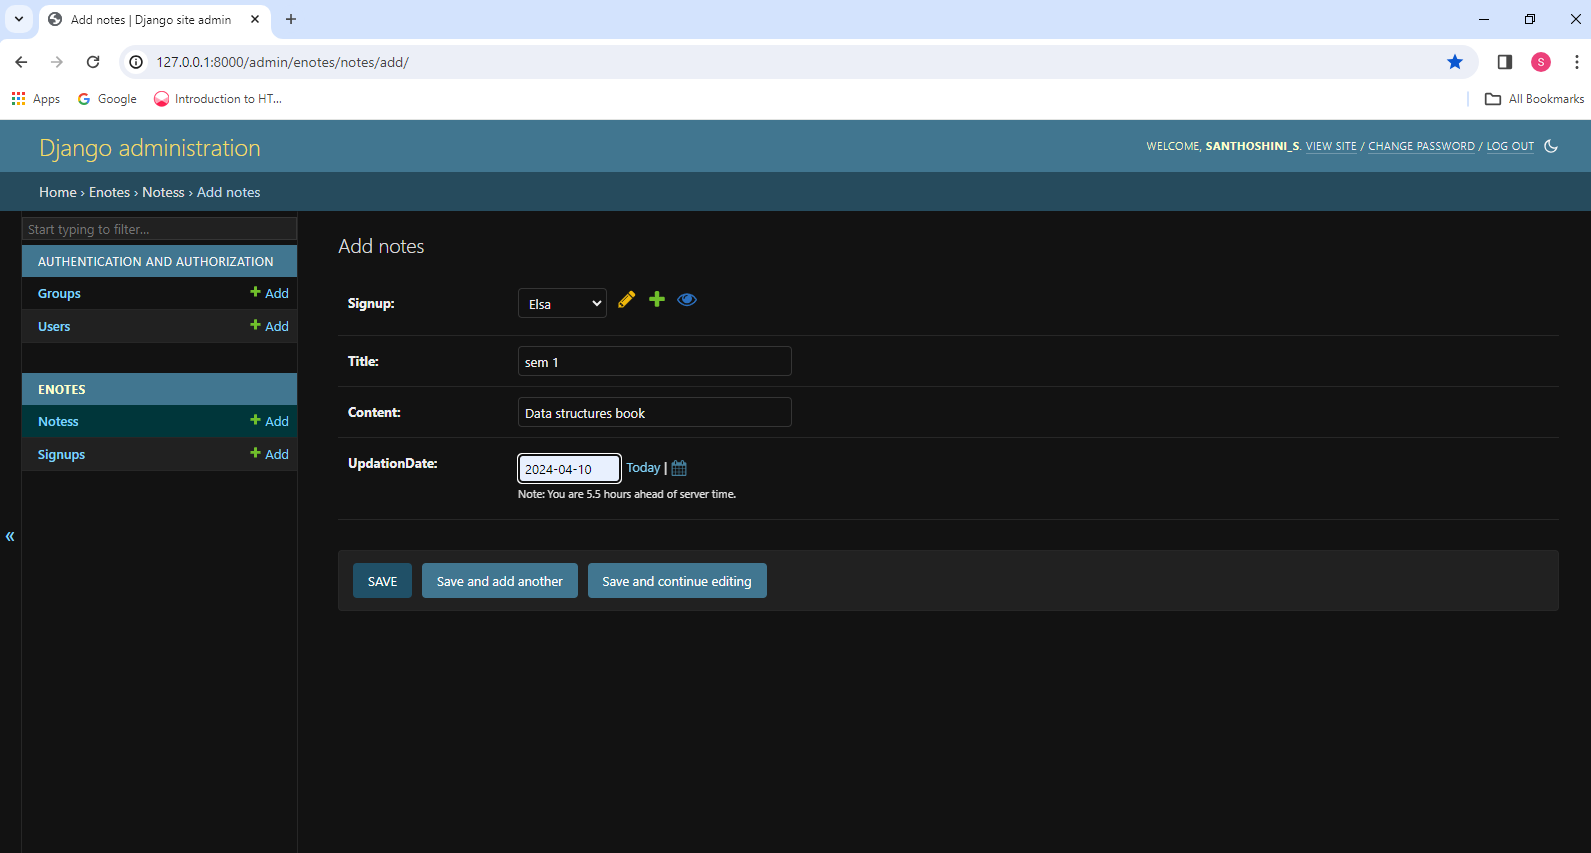 Add notes | Django site admin
127.0.0.1:8000/admin/enotes/notes/add/
S
Apps
Google
Introduction to HT...
All Bookmarks
Django administration
WELCOME, SANTHOSHINI_S. VIEW SITE / CHANGE PASSWORD / LOG OUT
Home › Enotes › Notess › Add notes
Start typing to filter...
AUTHENTICATION AND AUTHORIZATION
Groups + Add
Users + Add
ENOTES
Notess + Add
Signups + Add
«
Add notes
Signup: Elsa
Title: sem 1
Content: Data structures book
UpdationDate: 2024-04-10 Today |
Note: You are 5.5 hours ahead of server time.
SAVE Save and add another Save and continue editing